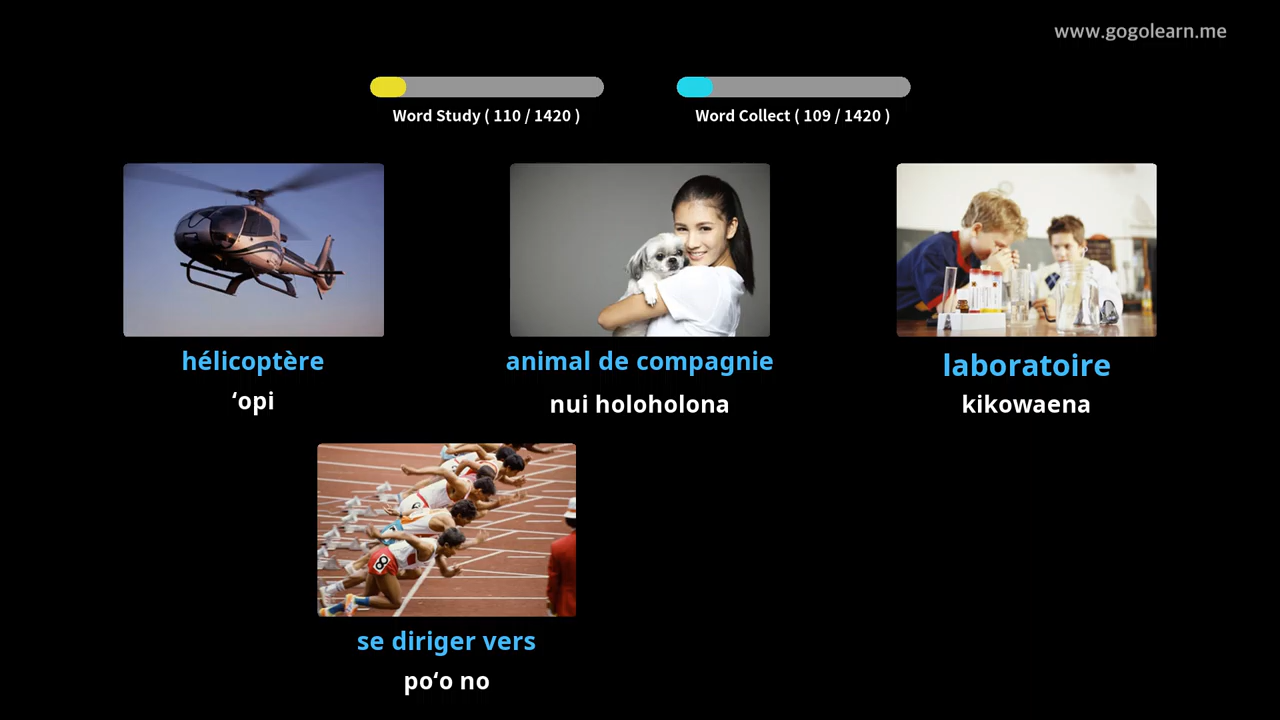 www.gogolearn.me
Word Study ( 110 / 1420 )
Word Collect ( 109 / 1420 )
hélicoptère
ʻopi
animal de compagnie
nui holoholona
laboratoire
kikowaena
8
se diriger vers
poʻo no